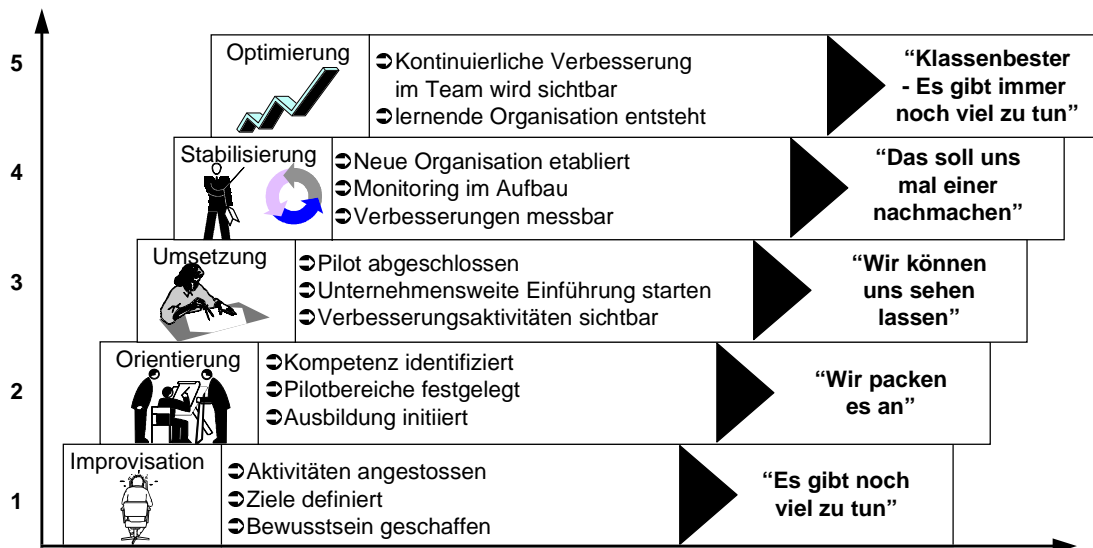 5
Optimierung
➲Kontinuierliche Verbesserung
im Team wird sichtbar
➲lernende Organisation entsteht
“Klassenbester
- Es gibt immer
noch viel zu tun”
4
Stabilisierung
➲Neue Organisation etabliert
➲Monitoring im Aufbau
➲Verbesserungen messbar
“Das soll uns
mal einer
nachmachen”
3
Umsetzung
➲Pilot abgeschlossen
➲Unternehmensweite Einführung starten
➲Verbesserungsaktivitäten sichtbar
“Wir können
uns sehen
lassen”
2
Orientierung
➲Kompetenz identifiziert
➲Pilotbereiche festgelegt
➲Ausbildung initiiert
“Wir packen
es an”
1
Improvisation
➲Aktivitäten angestossen
➲Ziele definiert
➲Bewusstsein geschaffen
“Es gibt noch
viel zu tun”